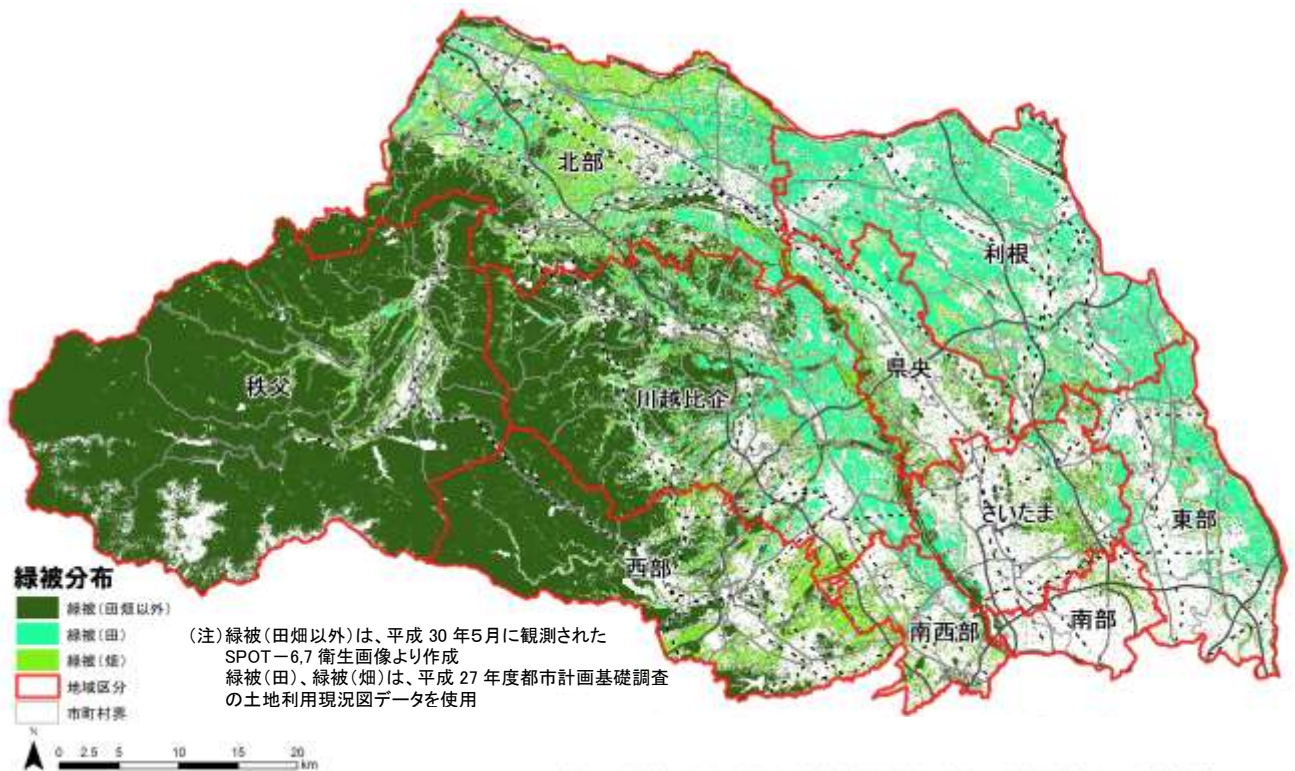 北部
利根
県央
秩父
川越比企
さいたま
東部
西部
南部
南西部
緑被分布
緑被(田畑以外)
緑被(田)
緑被(畑)
地域区分
市町村界
(注)緑被(田畑以外)は、平成 30 年5月に観測された
SPOT－6,7 衛星画像より作成
緑被(田)、緑被(畑)は、平成 27 年度都市計画基礎調査
の土地利用現況図データを使用
N
0 2.5 5 10 15 20
km